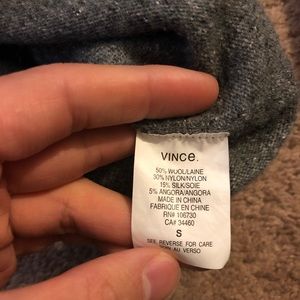 VINCE.
50% WOOL/LAINE
30% NYLON/NYLON
15% SILK/SOIE
5% ANGORA/ANGORA
MADE IN CHINA
FABRIQUE EN CHINE
RN# 106730
CA# 34460
S
SEE REVERSE FOR CARE
AU VERSO